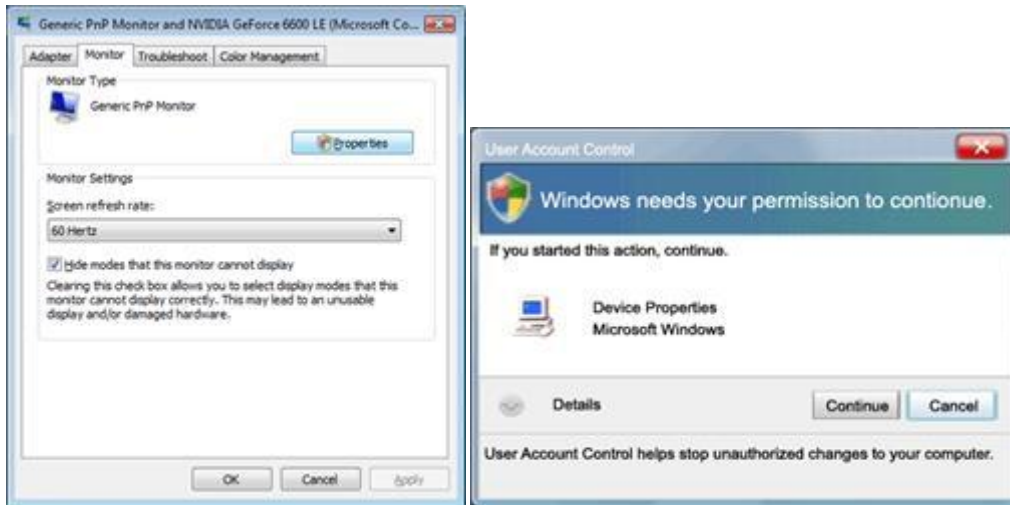 Generic PnP Monitor and NVIDIA GeForce 6600 LE (Microsoft Co...
Adapter Monitor Troubleshoot Color Management
Monitor Type
Generic PnP Monitor
Properties
Monitor Settings
Screen refresh rate:
60 Hertz
Hide modes that this monitor cannot display
Clearing this check box allows you to select display modes that this
monitor cannot display correctly. This may lead to an unusable
display and/or damaged hardware.
OK Cancel Apply
User Account Control
Windows needs your permission to contionue.
If you started this action, continue.
Device Properties
Microsoft Windows
Details Continue Cancel
User Account Control helps stop unauthorized changes to your computer.